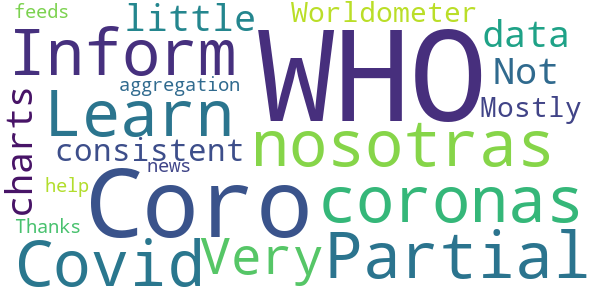 feeds
little
Worldometer
Inform
WHO
data
aggregation
Not
Learn
Mostly
charts
consistent
nosotras
news
help
Coro
coronas
Thanks
Covid
Very
Partial